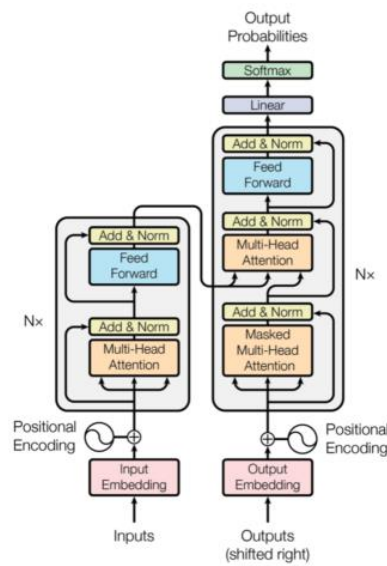 Output
Probabilities
Softmax
Linear
Add & Norm
Feed
Forward
Add & Norm
Multi-Head
Attention
Add & Norm
Masked
Multi-Head
Attention
Nx
Positional
Encoding
Output
Embedding
Outputs
(shifted right)
Add & Norm
Feed
Forward
Add & Norm
Multi-Head
Attention
Nx
Positional
Encoding
Input
Embedding
Inputs